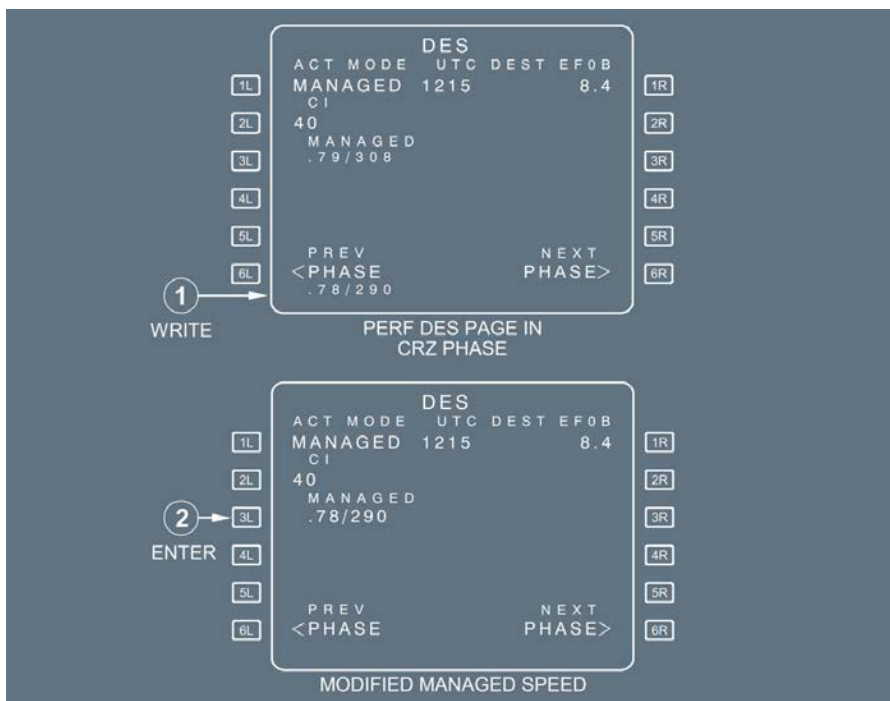 DES
ACT MODE UTC DEST EFOB
1L MANAGED 1215 8.4 1R
CI
2L 40 2R
MANAGED
3L .79/308 3R
4L 4R
5L 5R
PREV NEXT
6L <PHASE PHASE> 6R
1 .78/290
WRITE
PERF DES PAGE IN
CRZ PHASE
DES
ACT MODE UTC DEST EFOB
1L MANAGED 1215 8.4 1R
CI
2L 40 2R
MANAGED
2 3L .78/290 3R
ENTER 4L 4R
5L 5R
PREV NEXT
6L <PHASE PHASE> 6R
MODIFIED MANAGED SPEED